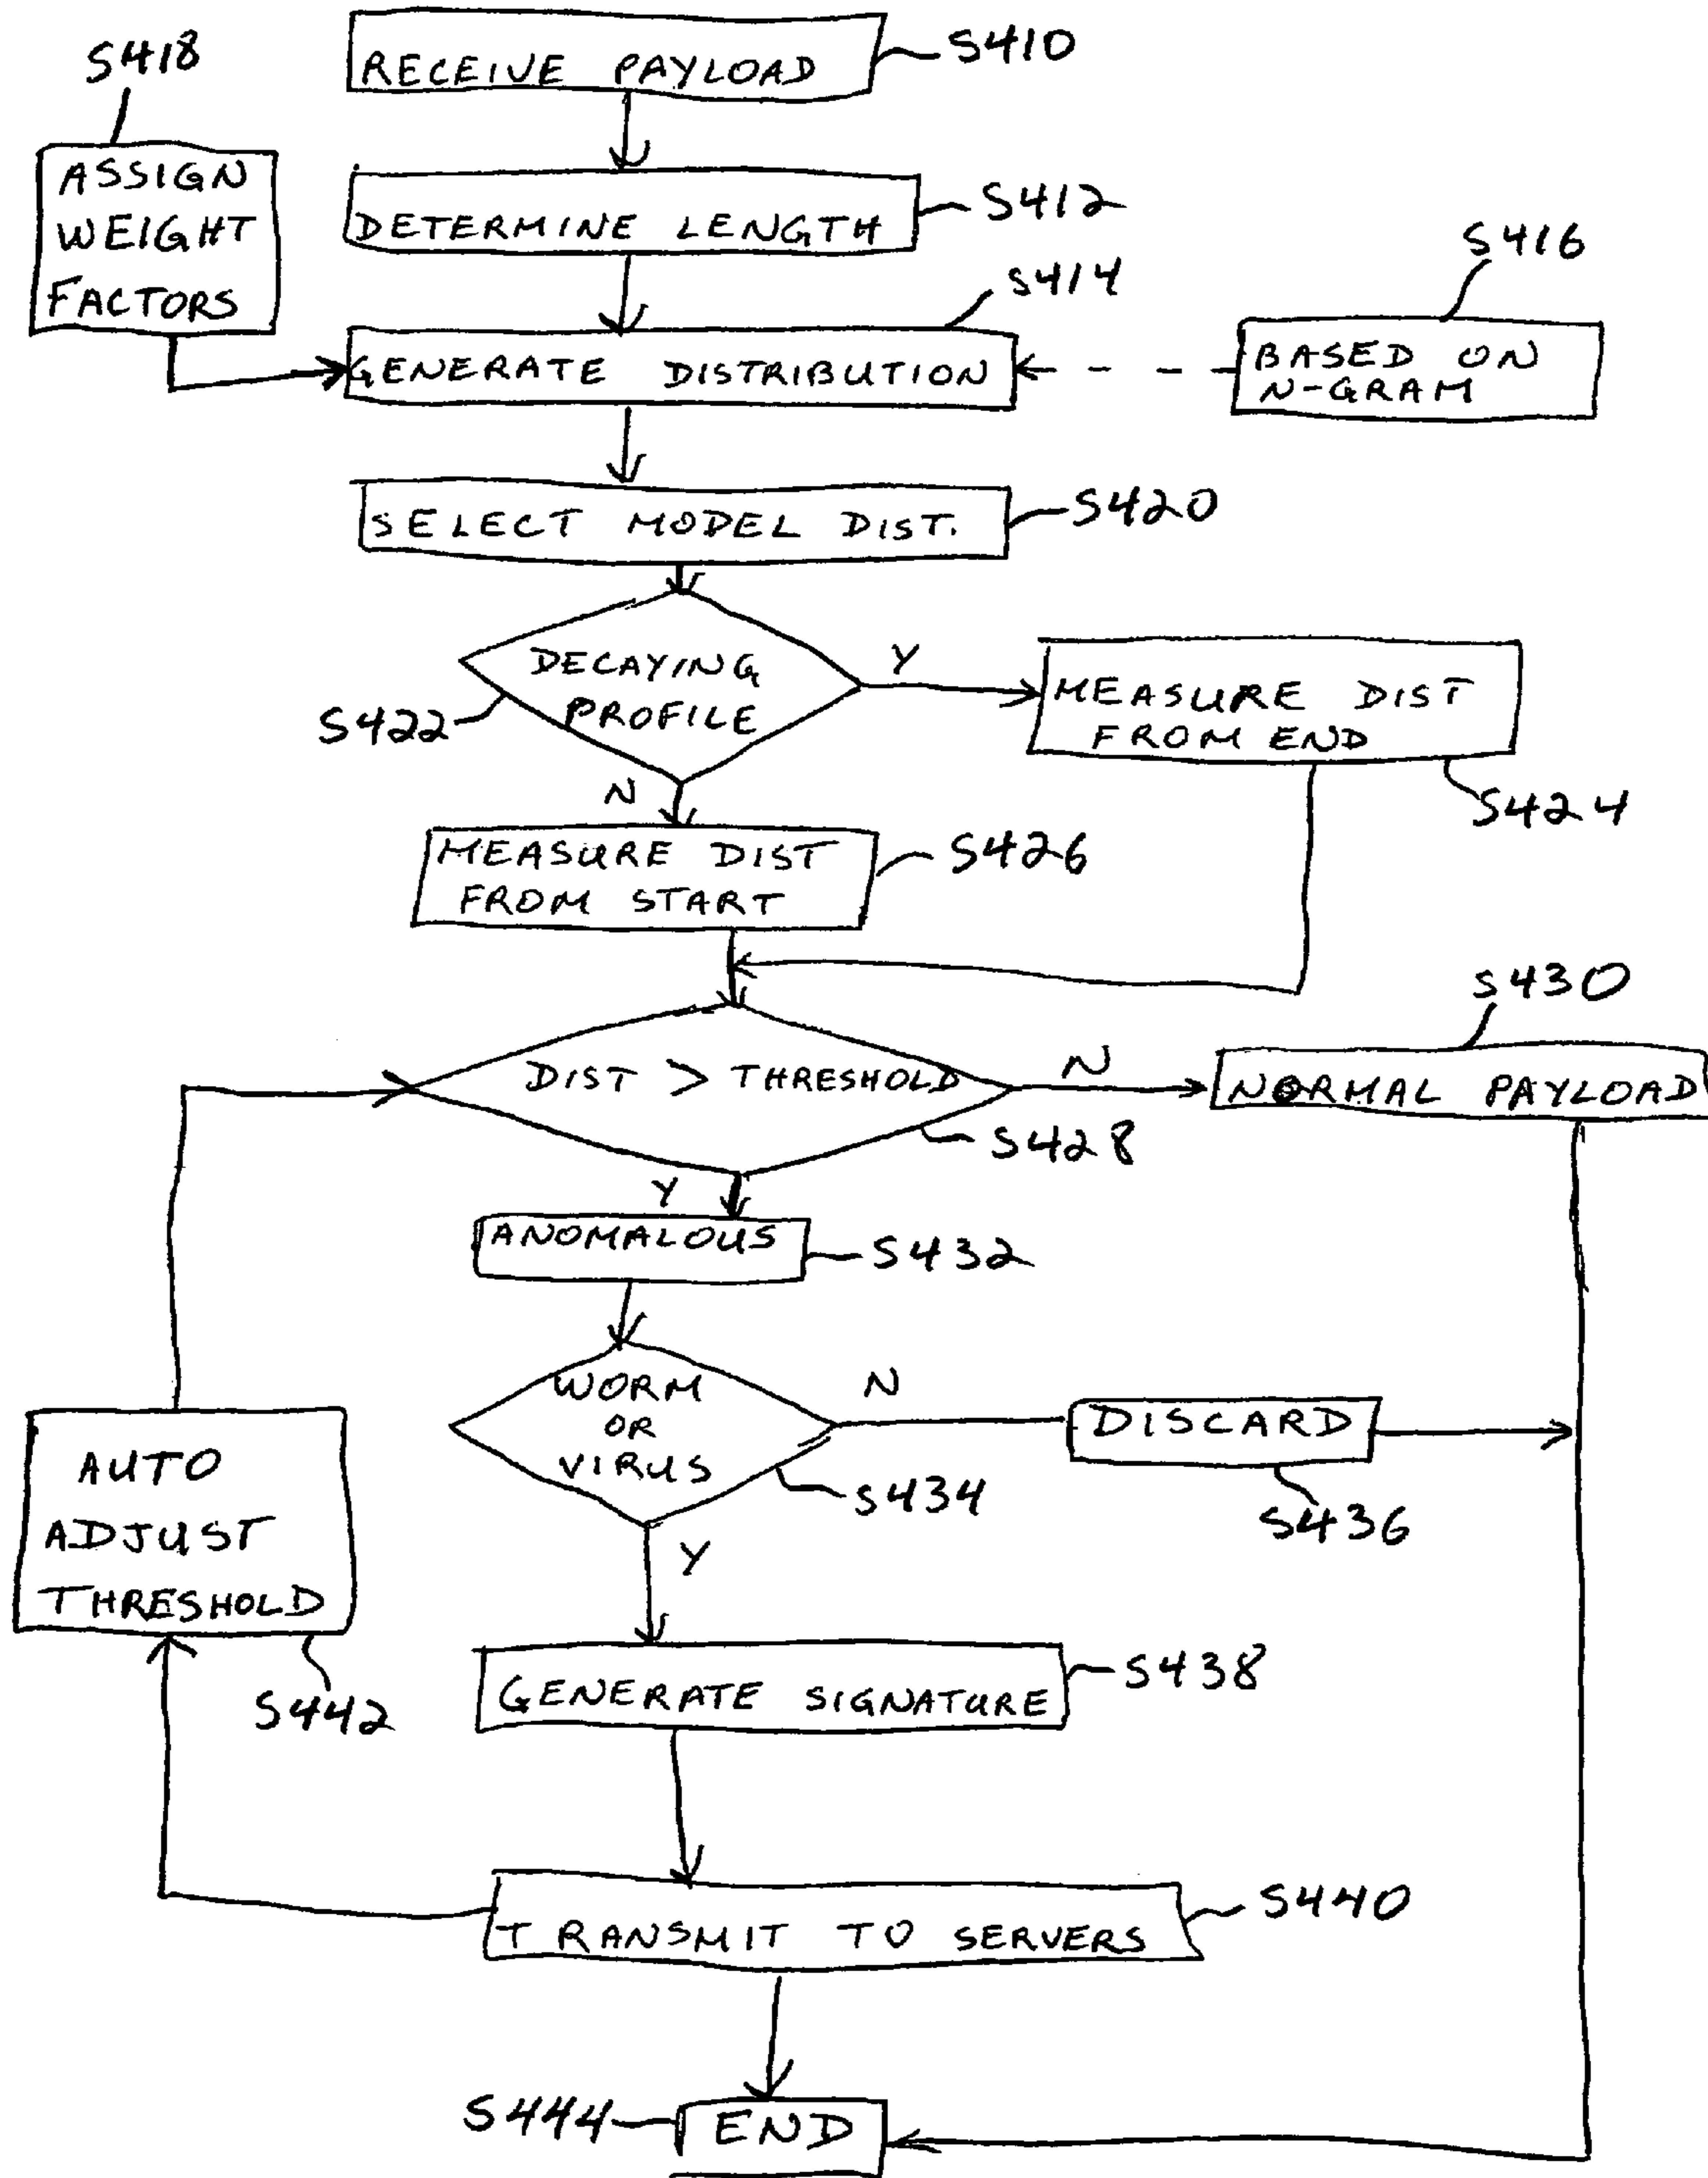 S418
RECEIVE PAYLOAD
S410
ASSIGN
WEIGHT
FACTORS
DETERMINE LENGTH
S412
S414
S416
GENERATE DISTRIBUTION
BASED ON
N-GRAM
SELECT MODEL DIST.
S420
DECAYING
PROFILE
S422
Y
MEASURE DIST
FROM END
S424
N
MEASURE DIST
FROM START
S426
S430
DIST > THRESHOLD
N
NORMAL PAYLOAD
S428
Y
ANOMALOUS
S432
WORM
OR
VIRUS
N
DISCARD
S434
S436
AUTO
ADJUST
THRESHOLD
S442
Y
GENERATE SIGNATURE
S438
TRANSMIT TO SERVERS
S440
S444
END